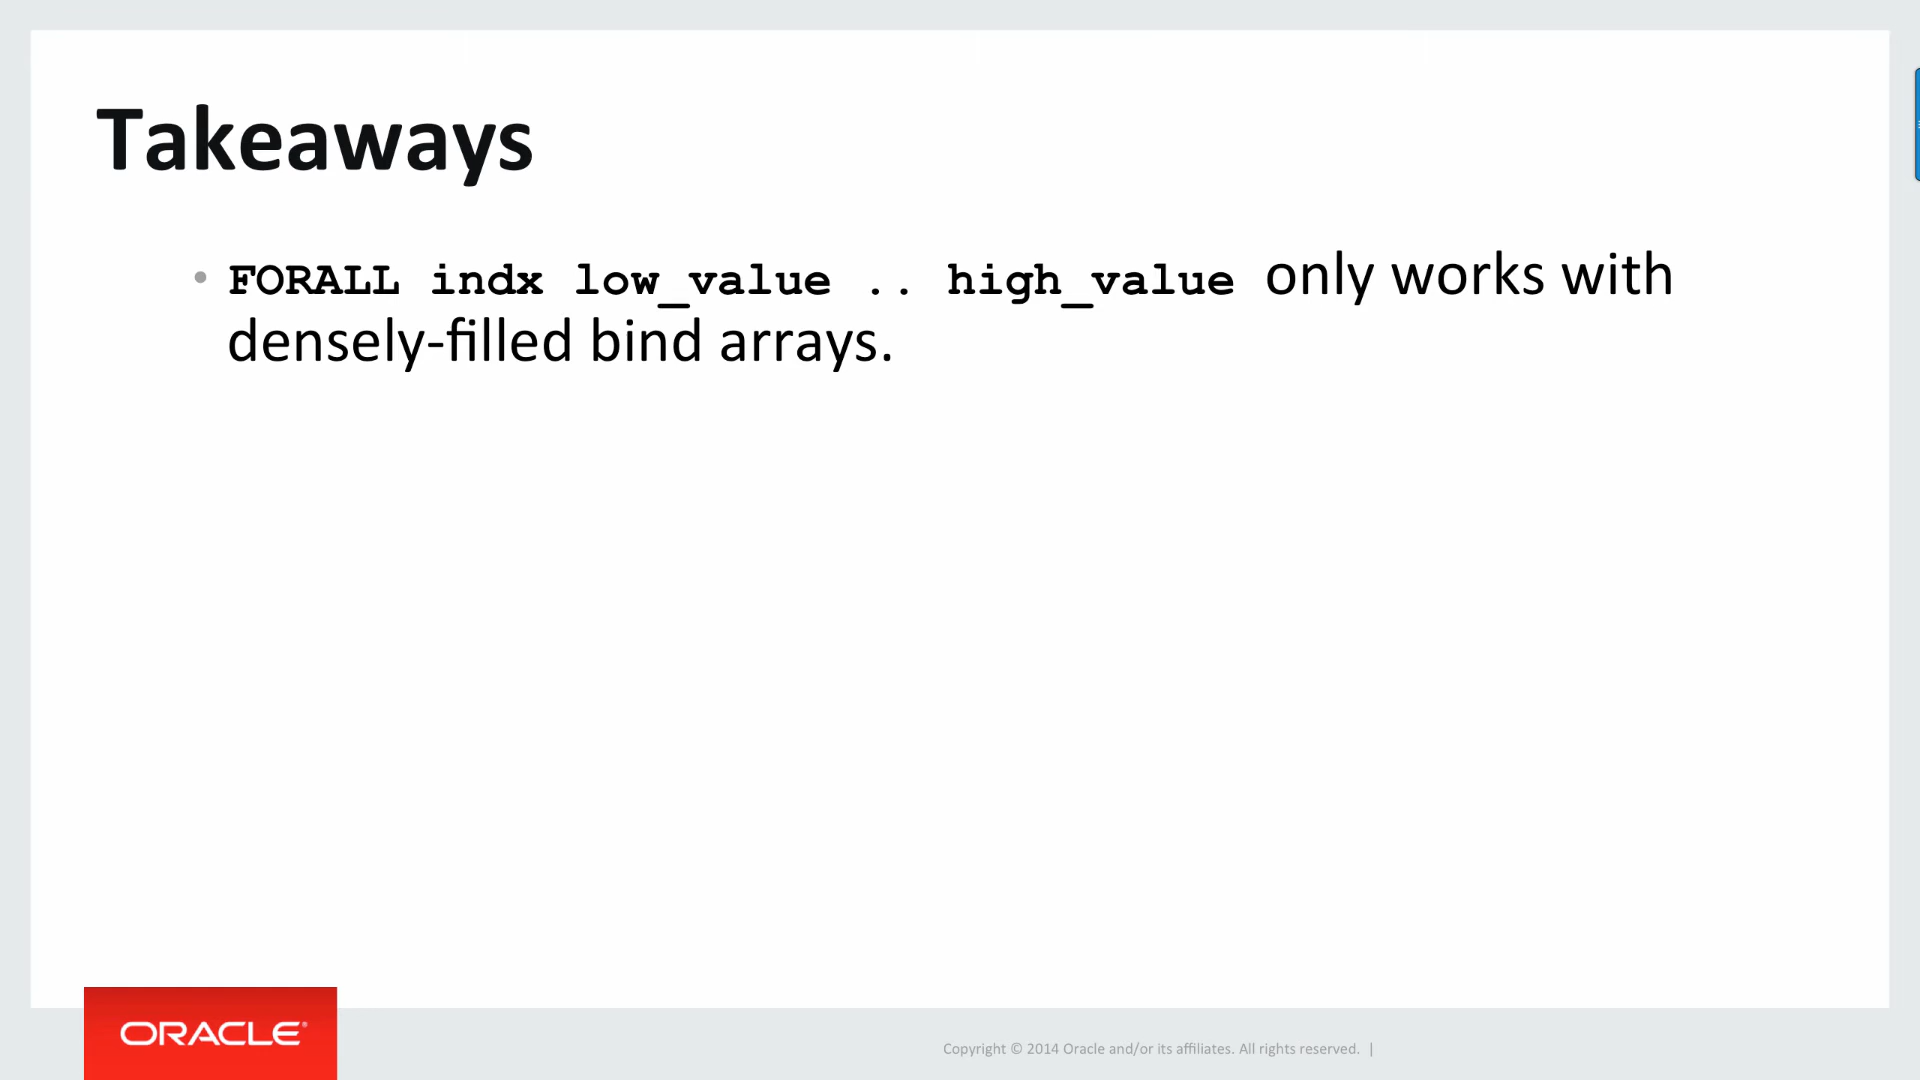 Takeaways
• FORALL indx low_value .. high_value only works with
densely-filled bind arrays.
ORACLE®
Copyright © 2014 Oracle and/or its affiliates. All rights reserved. |